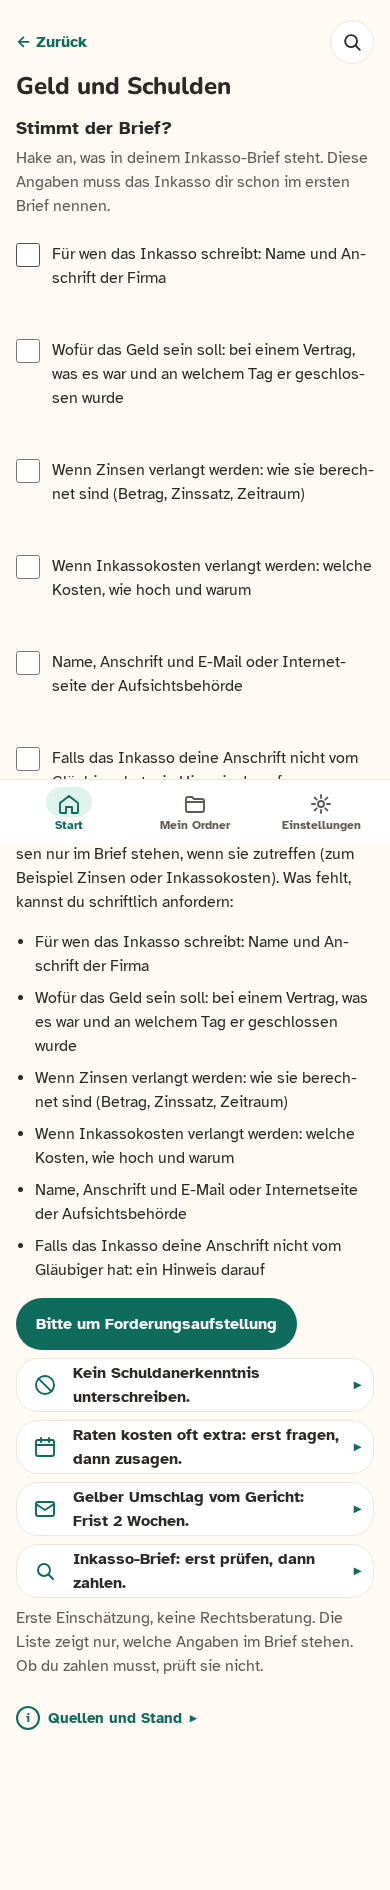 ← Zurück
Geld und Schulden
Stimmt der Brief?
Hake an, was in deinem Inkasso-Brief steht. Diese
Angaben muss das Inkasso dir schon im ersten
Brief nennen.
Für wen das Inkasso schreibt: Name und An-
schrift der Firma
Wofür das Geld sein soll: bei einem Vertrag,
was es war und an welchem Tag er geschlos-
sen wurde
Wenn Zinsen verlangt werden: wie sie berech-
net sind (Betrag, Zinssatz, Zeitraum)
Wenn Inkassokosten verlangt werden: welche
Kosten, wie hoch und warum
Name, Anschrift und E-Mail oder Internet-
seite der Aufsichtsbehörde
Falls das Inkasso deine Anschrift nicht vom
Start
Mein Ordner
Einstellungen
sen nur im Brief stehen, wenn sie zutreffen (zum
Beispiel Zinsen oder Inkassokosten). Was fehlt,
kannst du schriftlich anfordern:
• Für wen das Inkasso schreibt: Name und An-
schrift der Firma
• Wofür das Geld sein soll: bei einem Vertrag, was
es war und an welchem Tag er geschlossen
wurde
• Wenn Zinsen verlangt werden: wie sie berech-
net sind (Betrag, Zinssatz, Zeitraum)
• Wenn Inkassokosten verlangt werden: welche
Kosten, wie hoch und warum
• Name, Anschrift und E-Mail oder Internetseite
der Aufsichtsbehörde
• Falls das Inkasso deine Anschrift nicht vom
Gläubiger hat: ein Hinweis darauf
Bitte um Forderungsaufstellung
Kein Schuldanerkenntnis
unterschreiben.
Raten kosten oft extra: erst fragen,
dann zusagen.
Gelber Umschlag vom Gericht:
Frist 2 Wochen.
Inkasso-Brief: erst prüfen, dann
zahlen.
Erste Einschätzung, keine Rechtsberatung. Die
Liste zeigt nur, welche Angaben im Brief stehen.
Ob du zahlen musst, prüft sie nicht.
Quellen und Stand ▸